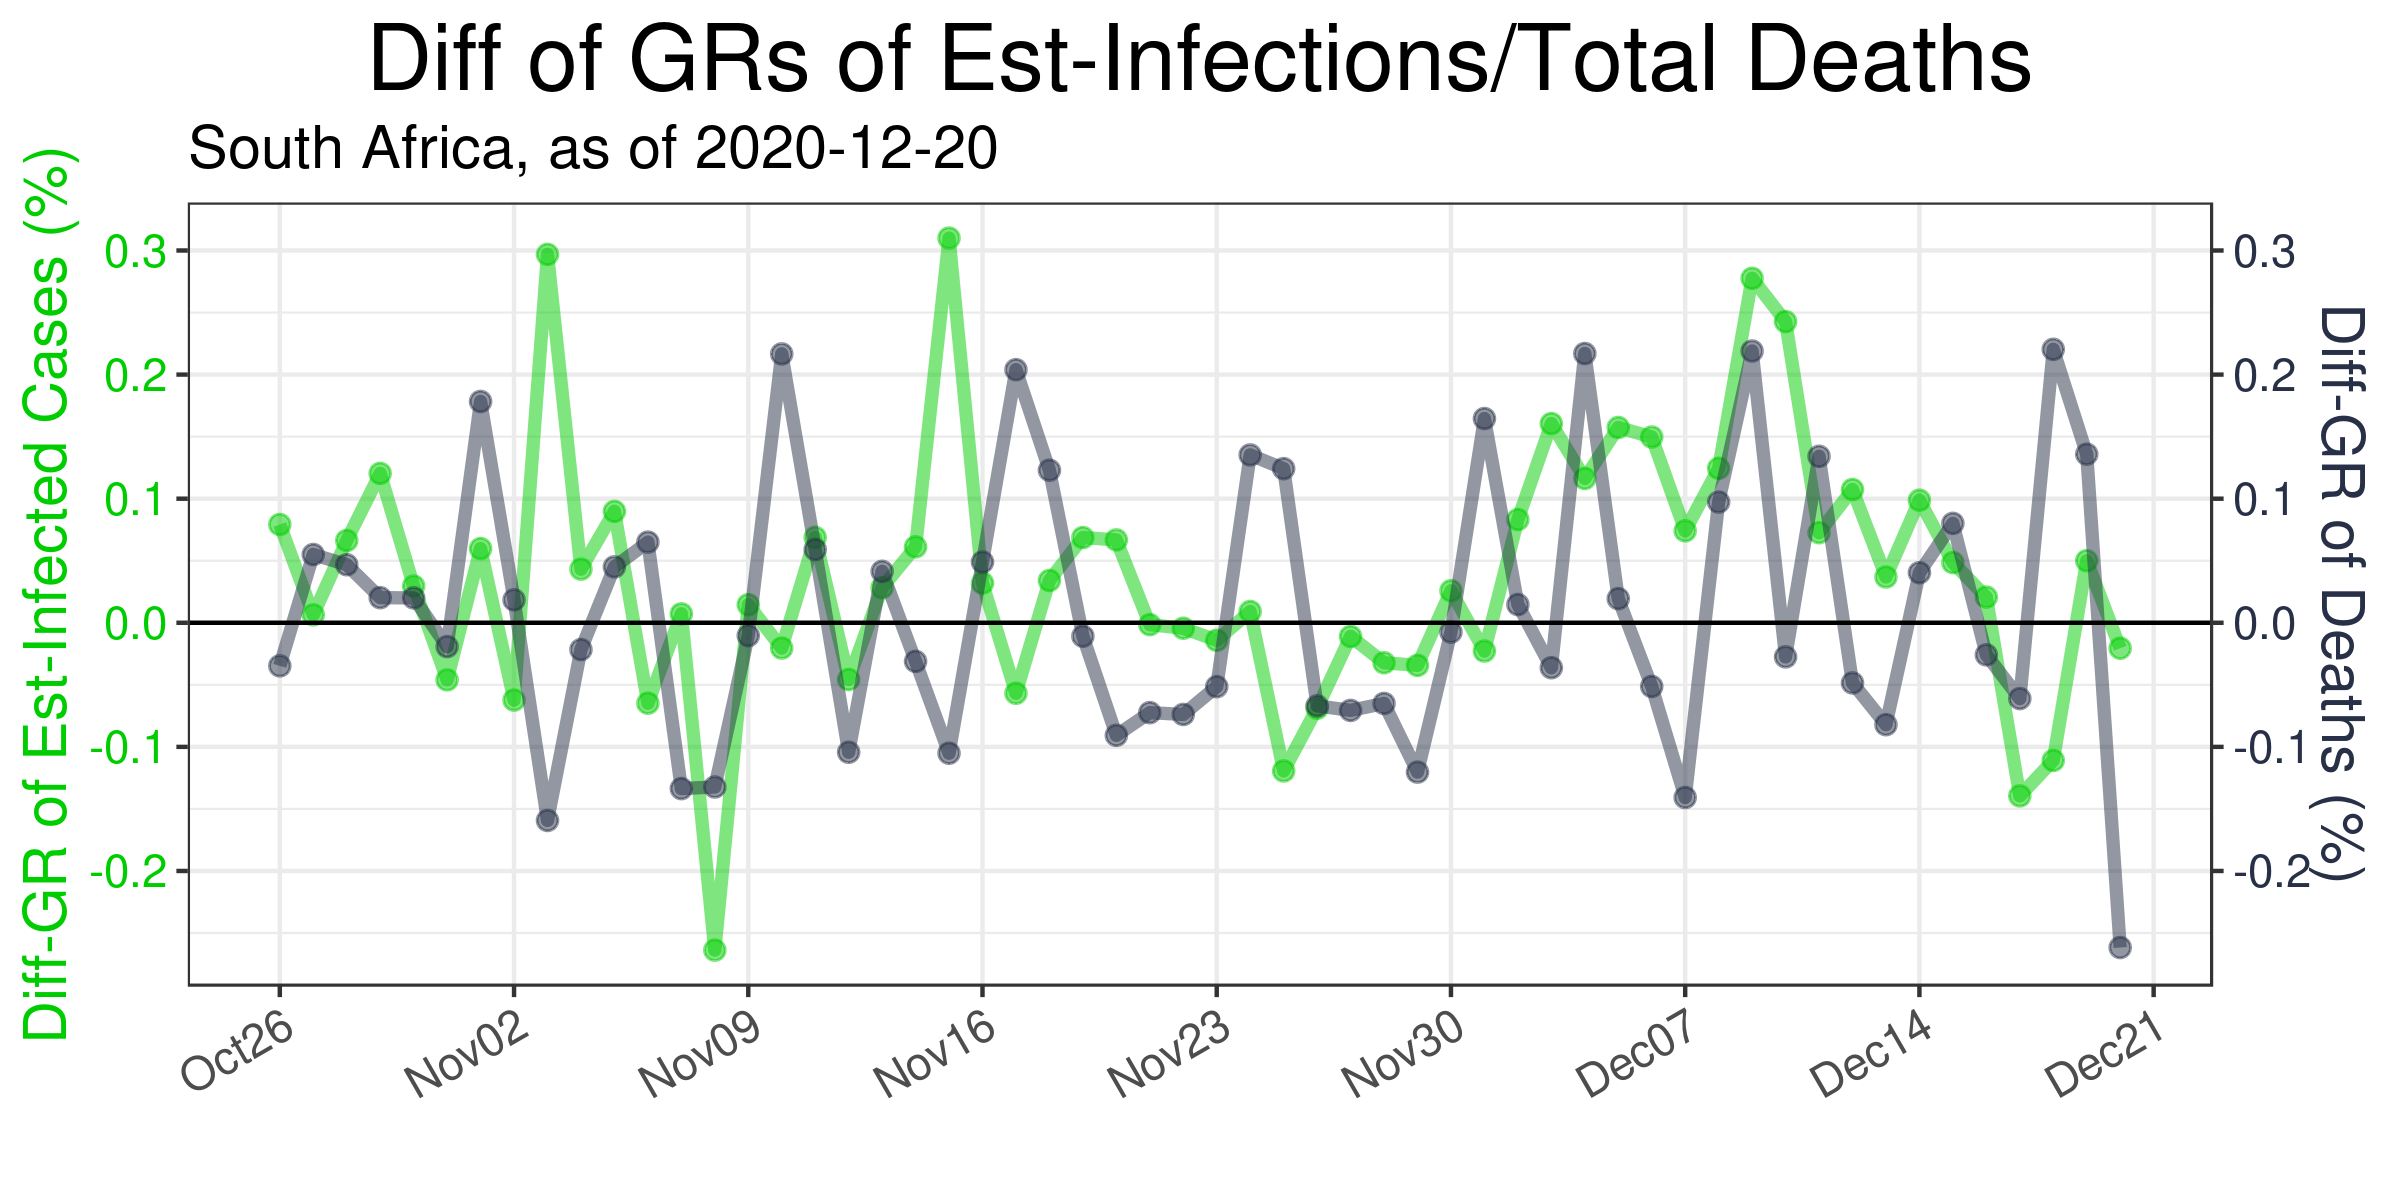 Diff of GRs of Est-Infections/Total Deaths
South Africa, as of 2020-12-20
Diff-GR of Est-Infected Cases (%)
0.3
0.2
0.1
0.0
-0.1
-0.2
0.3
0.2
0.1
0.0
-0.1
-0.2
Diff-GR of Deaths (%)
Oct26
Nov02
Nov09
Nov16
Nov23
Nov30
Dec07
Dec14
Dec21